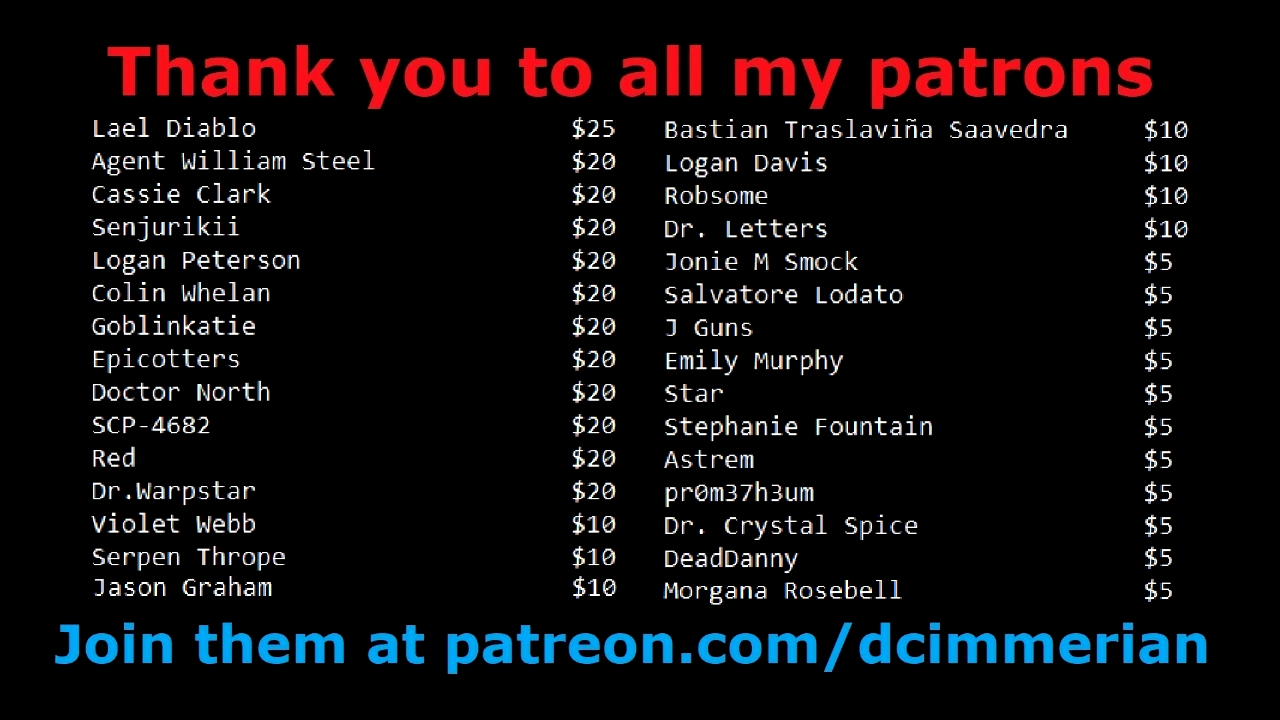 Thank you to all my patrons
Lael Diablo $25
Agent William Steel $20
Cassie Clark $20
Senjurikii $20
Logan Peterson $20
Colin Whelan $20
Goblinkatie $20
Epicotters $20
Doctor North $20
SCP-4682 $20
Red $20
Dr.Warpstar $20
Violet Webb $10
Serpen Thrope $10
Jason Graham $10
Bastian Traslaviña Saavedra $10
Logan Davis $10
Robsome $10
Dr. Letters $10
Jonie M Smock $5
Salvatore Lodato $5
J Guns $5
Emily Murphy $5
Star $5
Stephanie Fountain $5
Astrem $5
pr0m37h3um $5
Dr. Crystal Spice $5
DeadDanny $5
Morgana Rosebell $5
Join them at patreon.com/dcimmerian